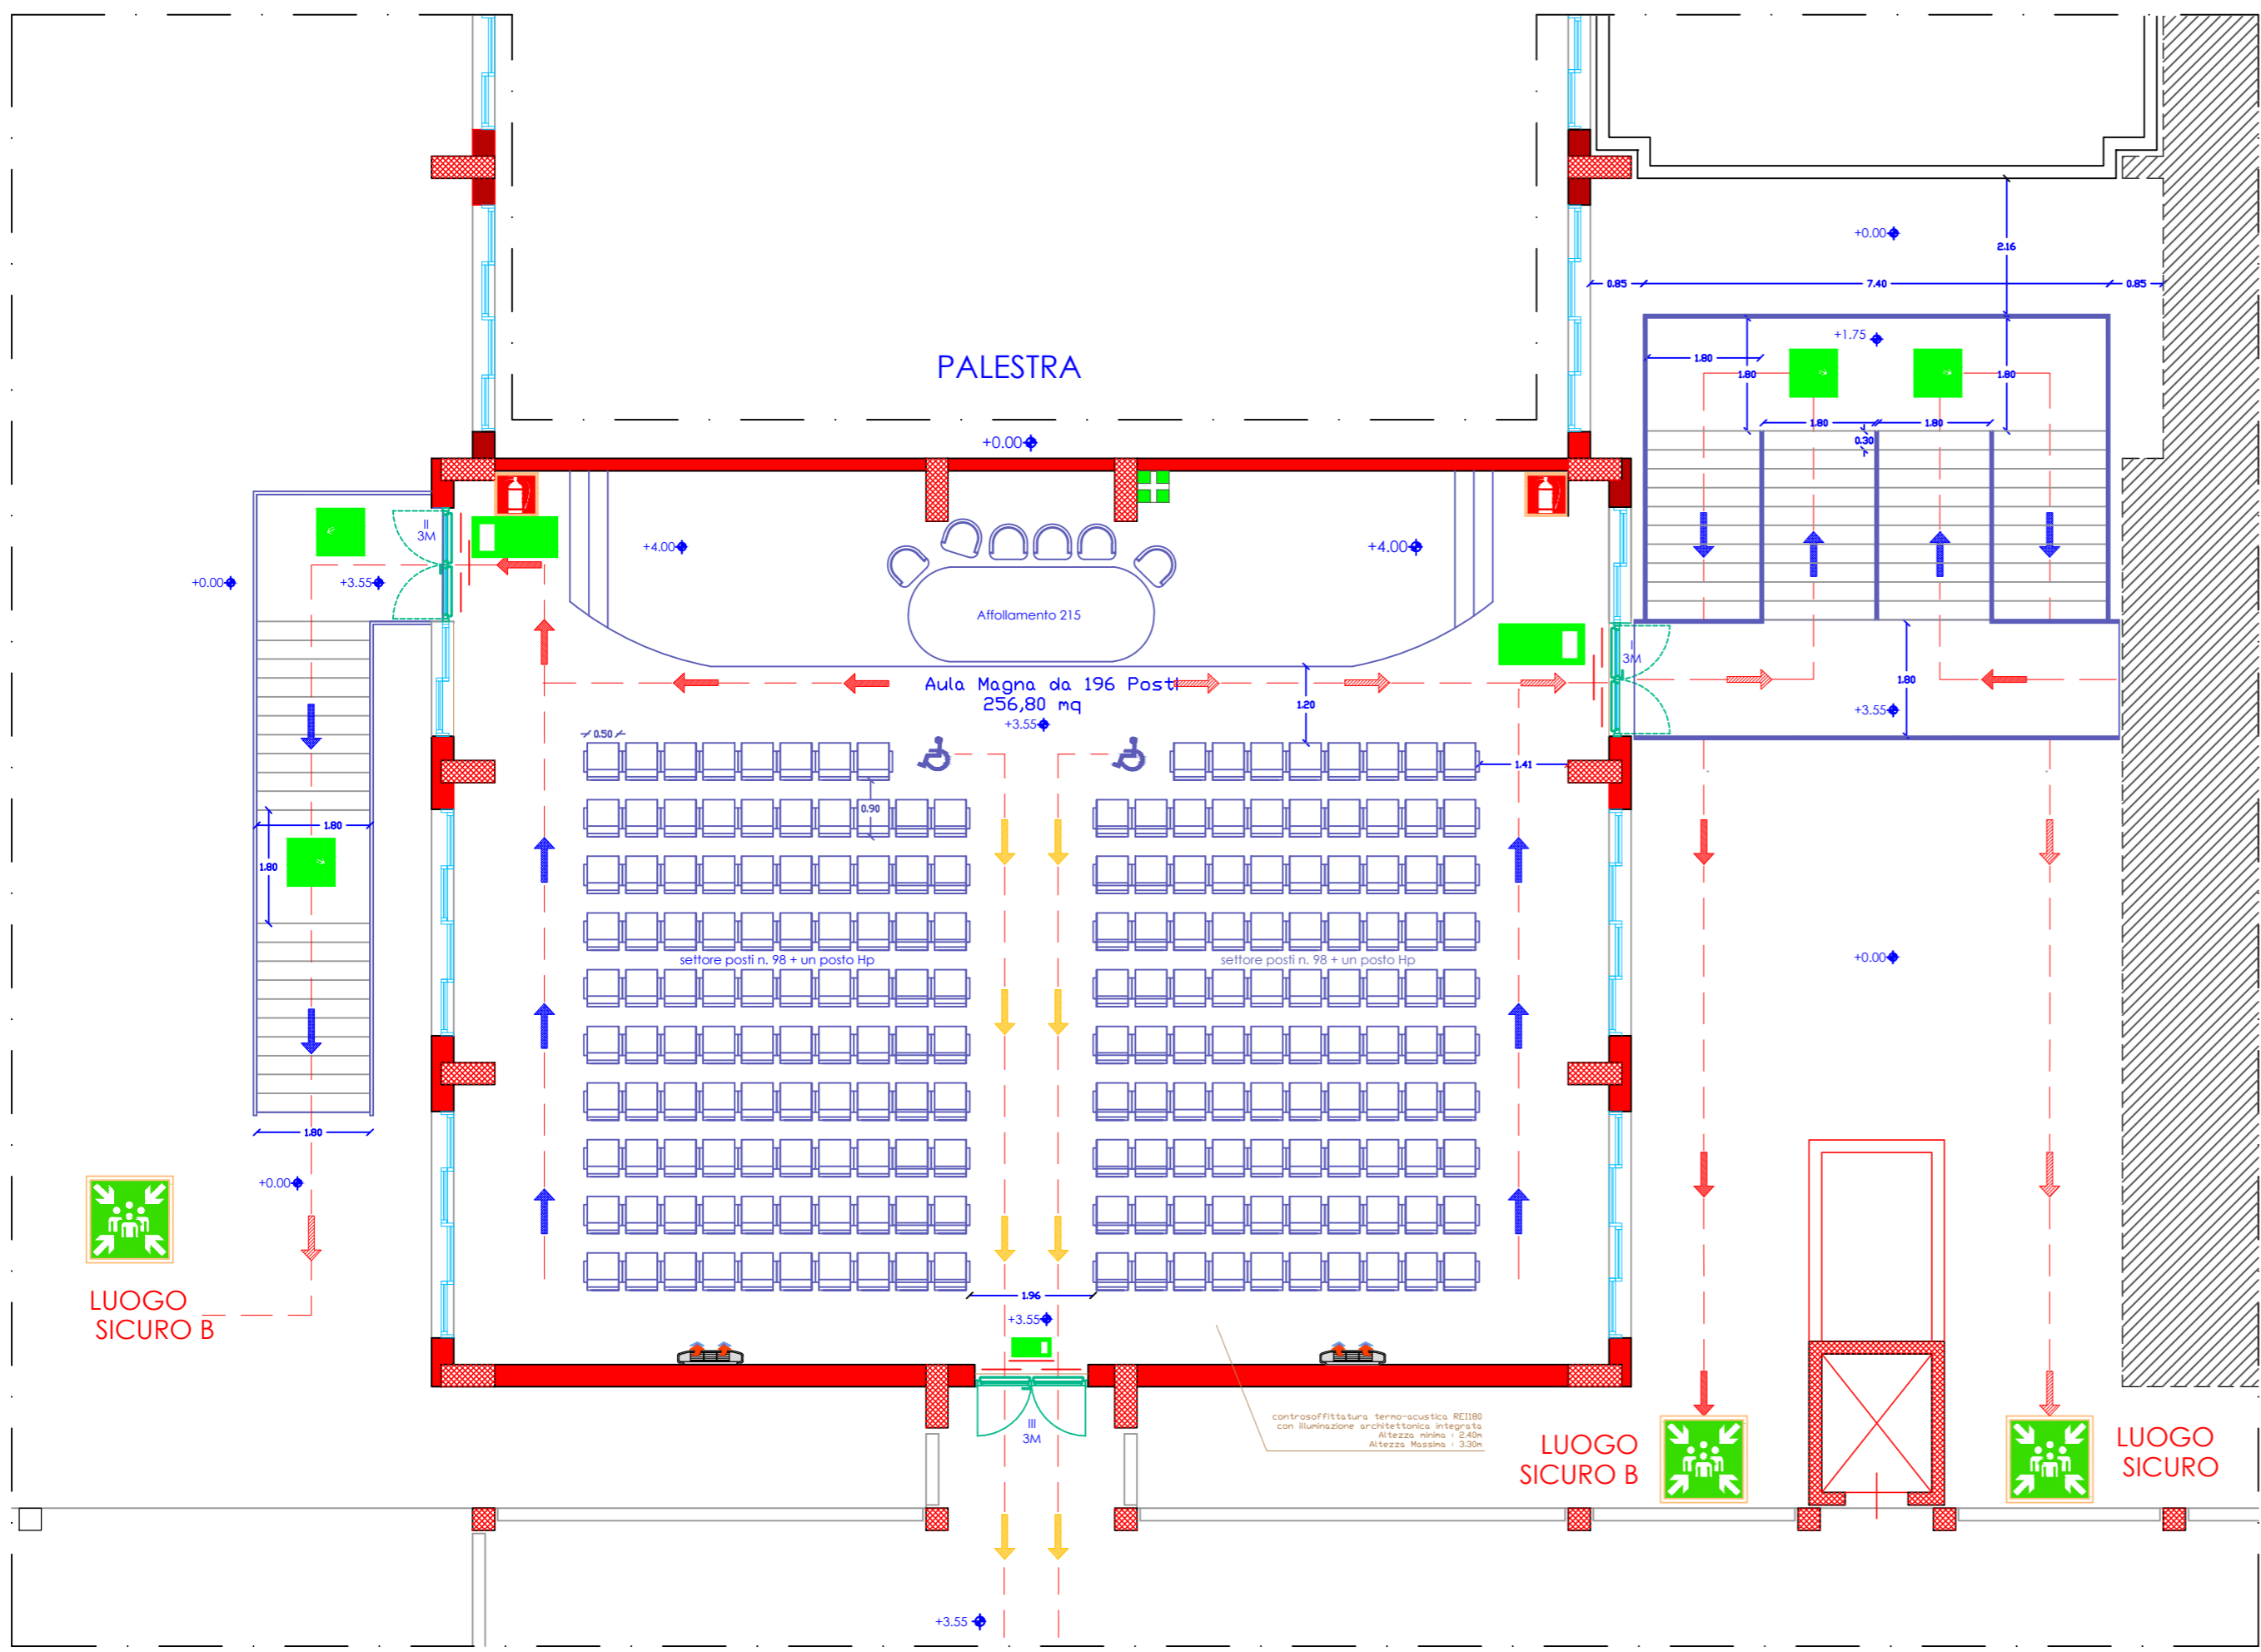 +0.00
2.16
0.85
7.40
0.85
+1.75
1.80
1.80
1.80
PALESTRA
1.80
1.80
0.30
+0.00
II
3M
+4.00
+4.00
+0.00
+3.55
Affollamento 215
I
3M
1.80
Aula Magna da 196 Posti
256,80 mq
+3.55
1.20
+3.55
0.50
1.41
0.90
1.80
1.80
settore posti n. 98 + un posto Hp
settore posti n. 98 + un posto Hp
+0.00
1.80
+0.00
LUOGO
SICURO B
1.96
+3.55
III
3M
controsoffittatura termo-acustica REI180
con illuminazione architettonica integrata
Altezza minima : 2.40m
Altezza Massima : 3.30m
LUOGO
SICURO B
LUOGO
SICURO
+3.55